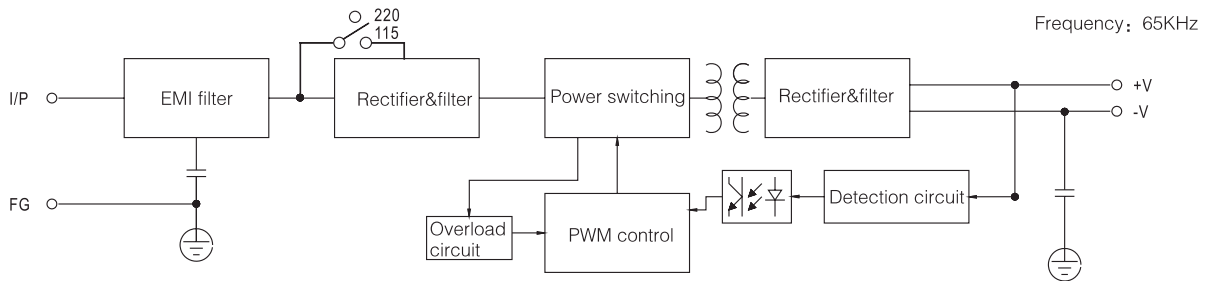 220
115
Frequency: 65KHz
I/P
EMI filter
Rectifier&filter
Power switching
Rectifier&filter
+V
-V
FG
Overload
circuit
PWM control
Detection circuit